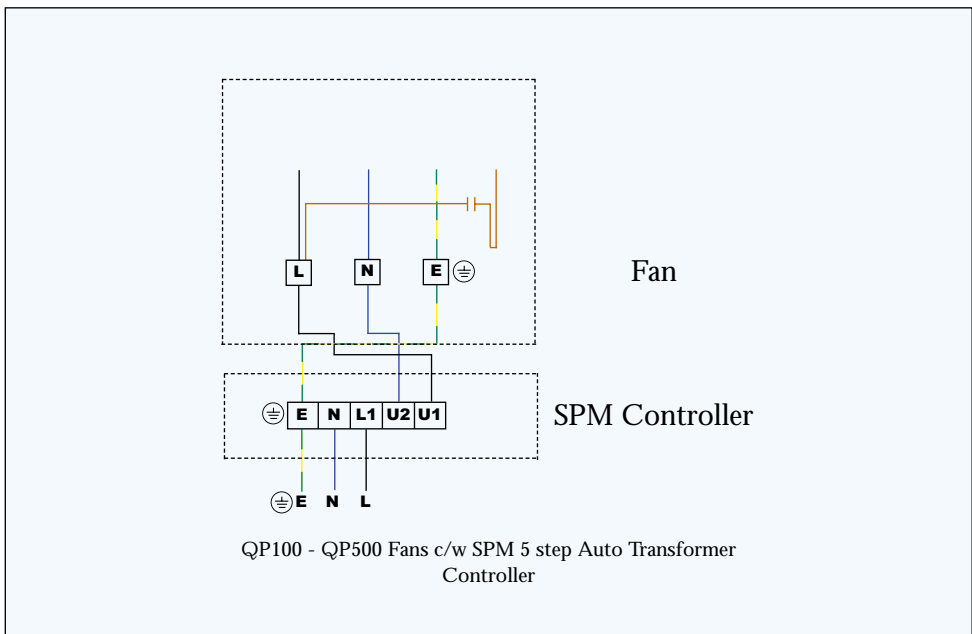 L N E
Fan
E N L1 U2 U1
SPM Controller
E N L
QP100 - QP500 Fans c/w SPM 5 step Auto Transformer
Controller